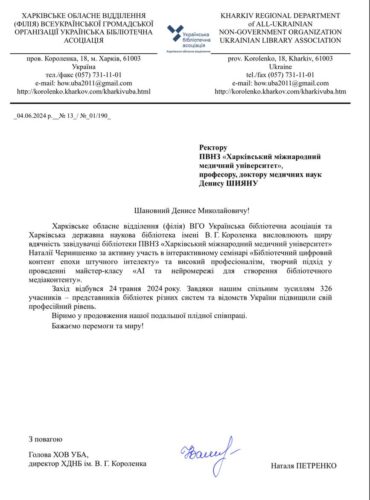 ХАРКІВСЬКЕ ОБЛАСНЕ ВІДДІЛЕННЯ
(ФІЛІЯ) ВСЕУКРАЇНСЬКОЇ ГРОМАДСЬКОЇ
ОРГАНІЗАЦІЇ УКРАЇНСЬКА БІБЛІОТЕЧНА
АСОЦІАЦІЯ
Українська
бібліотечна
асоціація
KHARKIV REGIONAL DEPARTMENT
of ALL-UKRAINIAN
NON-GOVERNMENT ORGANIZATION
UKRAINIAN LIBRARY ASSOCIATION
пров. Короленка, 18, м. Харків, 61003
Україна
тел./факс (057) 731-11-01
e-mail: how.uba2011@gmail.com
http://korolenko.kharkov.com/kharkivuba.html
prov. Korolenko, 18, Kharkiv, 61003
Ukraine
tel./fax (057) 731-11-01
e-mail: how.uba2011@gmail.com
http://korolenko.kharkov.com/kharkivuba.htm
_04.06.2024 р.__№ 13_/ №_01/190_
Ректору
ПВНЗ «Харківський міжнародний
медичний університет»,
професору, доктору медичних наук
Денису ШИЯНУ
Шановний Денисе Миколайовичу!
Харківське обласне відділення (філія) ВГО Українська бібліотечна асоціація та
Харківська державна наукова бібліотека імені В. Г. Короленка висловлюють щиру
вдячність завідувачці бібліотеки ПВНЗ «Харківський міжнародний медичний університет»
Наталії Чернишенко за активну участь в інтерактивному семінарі «Бібліотечний цифровий
контент епохи штучного інтелекту» та високий професіоналізм, творчий підхід у
проведенні майстер-класу «АІ та нейромережі для створення бібліотечного
медіаконтенту».
Захід відбувся 24 травня 2024 року. Завдяки нашим спільним зусиллям 326
учасників – представників бібліотек різних систем та відомств України підвищили свій
професійний рівень.
Віримо у продовження нашої подальшої плідної співпраці.
Бажаємо перемоги та миру!
З повагою
Голова ХОВ УБА,
директор ХДНБ ім. В. Г. Короленка
Наталя ПЕТРЕНКО